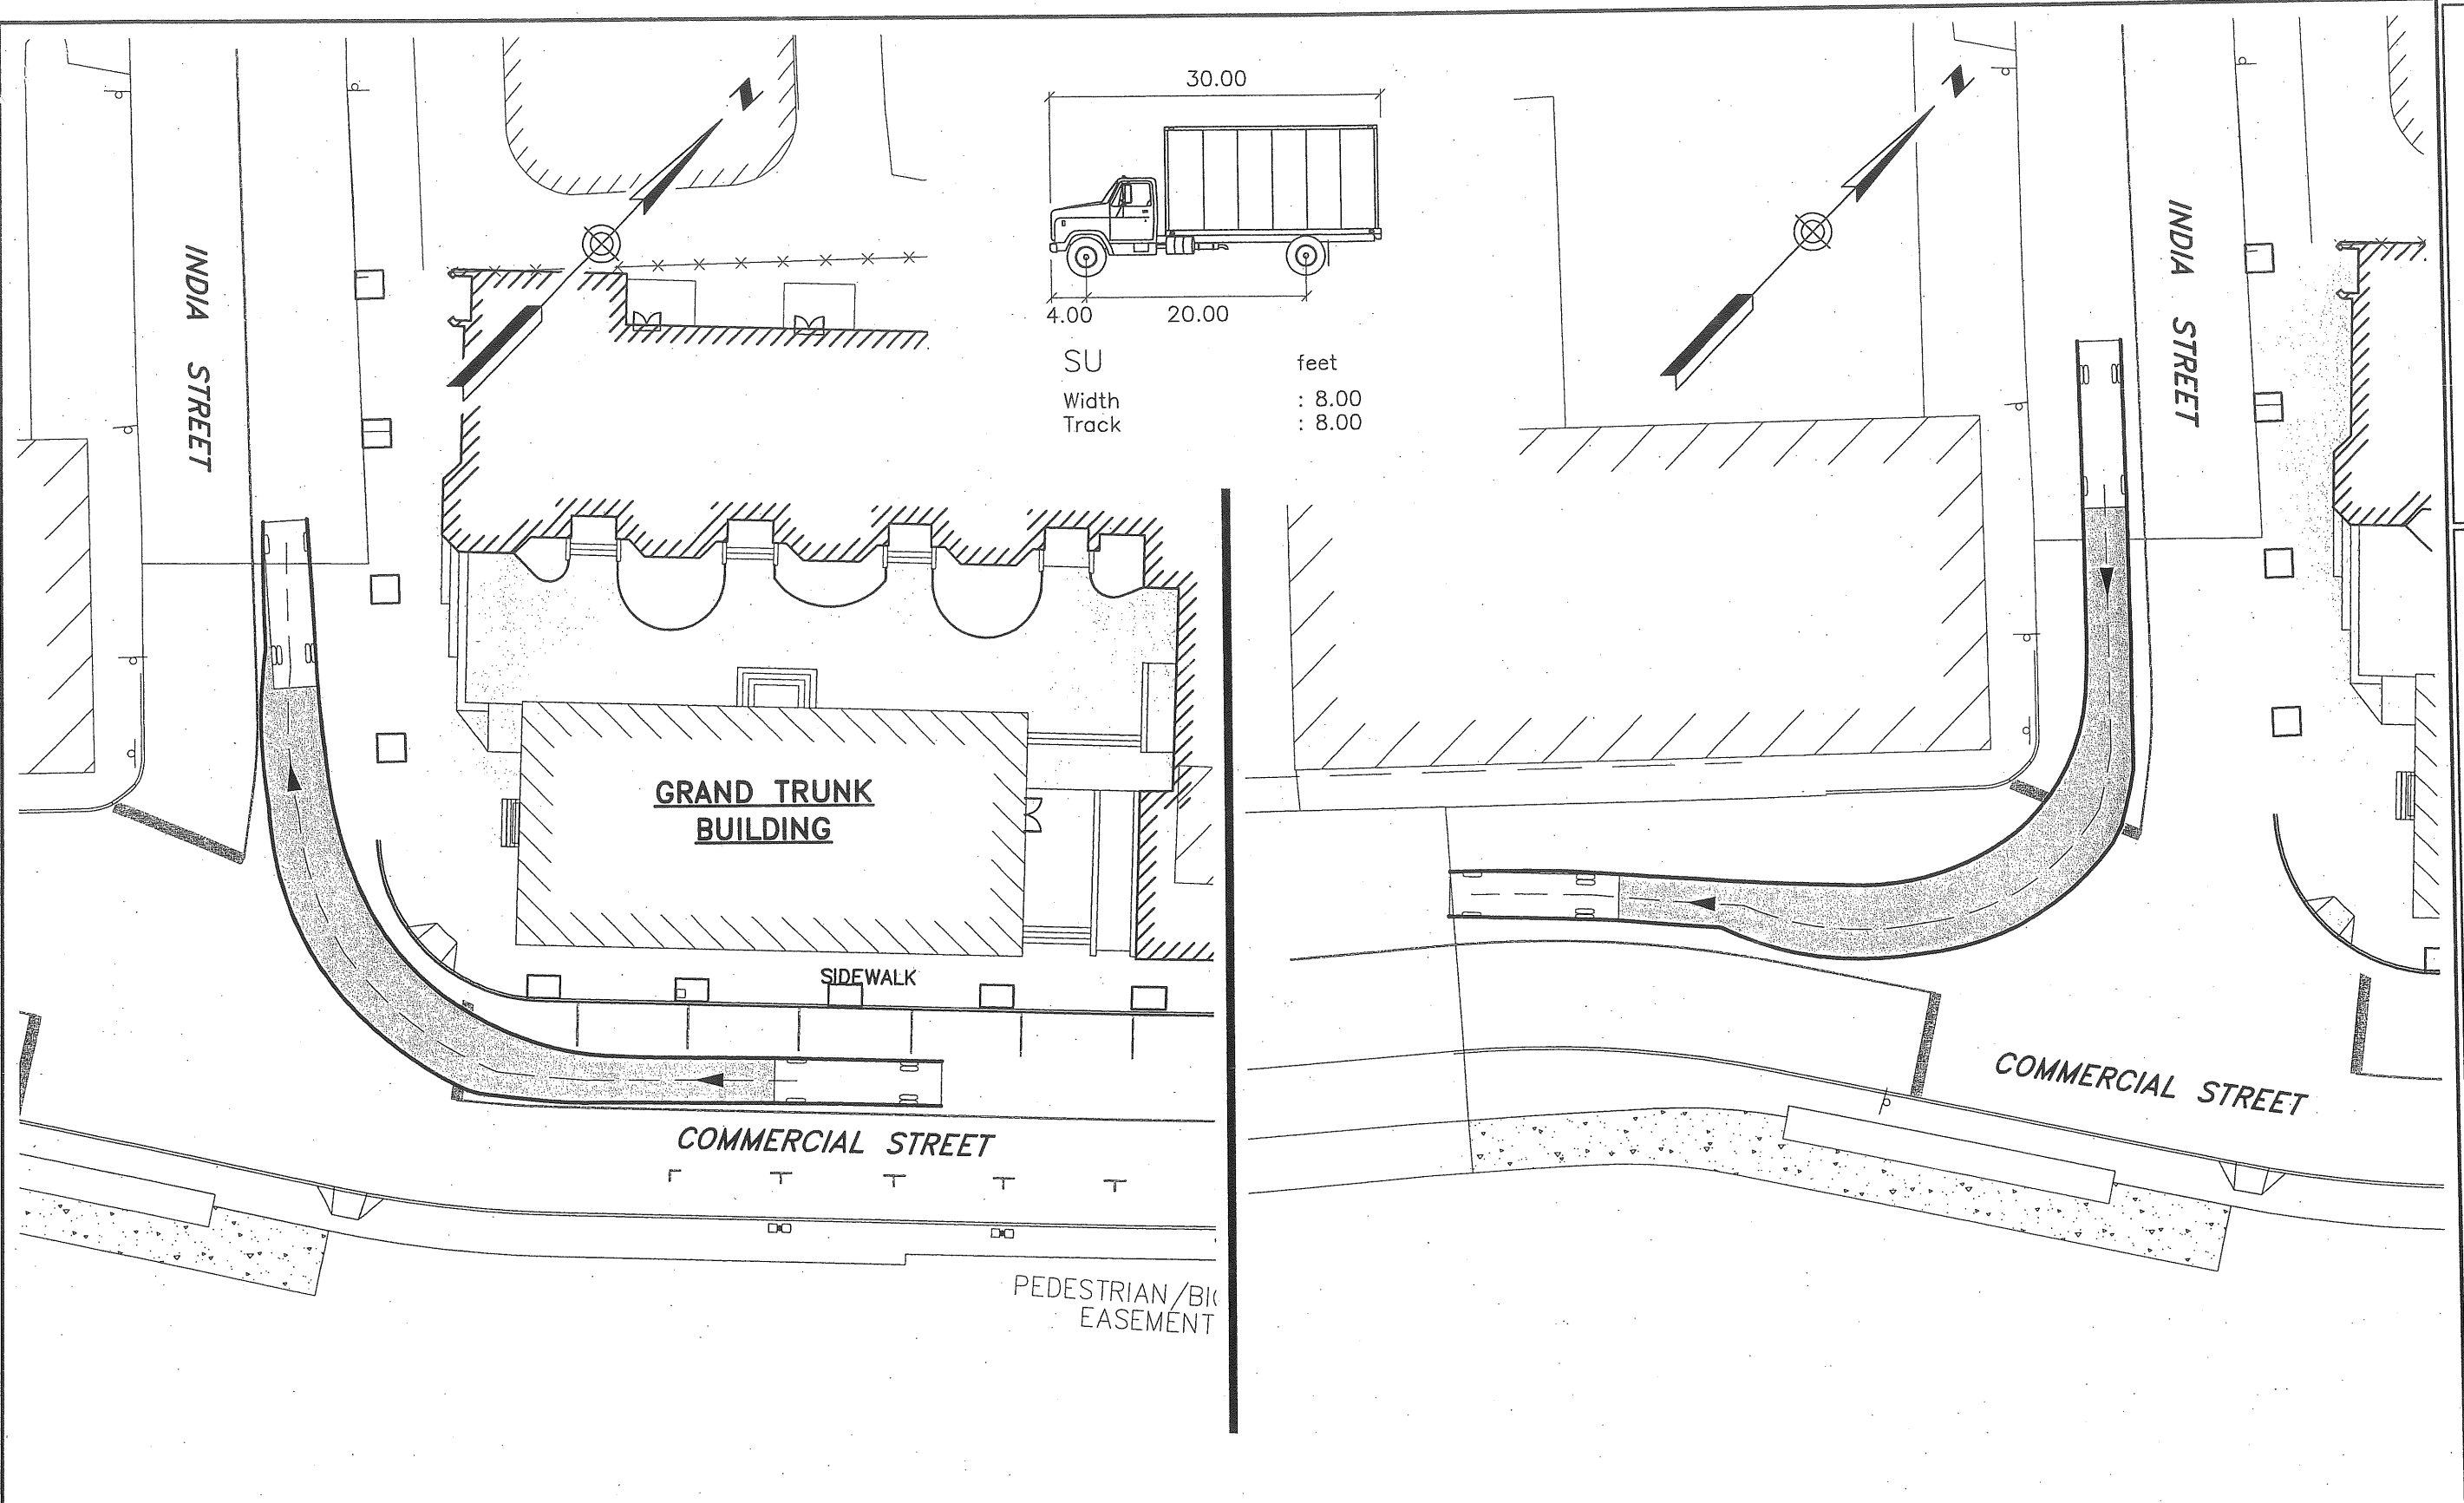 N
30.00
4.00 20.00
SU feet
Width : 8.00
Track : 8.00
INDIA STREET
GRAND TRUNK
BUILDING
SIDEWALK
COMMERCIAL STREET
PEDESTRIAN/BI
EASEMENT
N
INDIA STREET
COMMERCIAL STREET